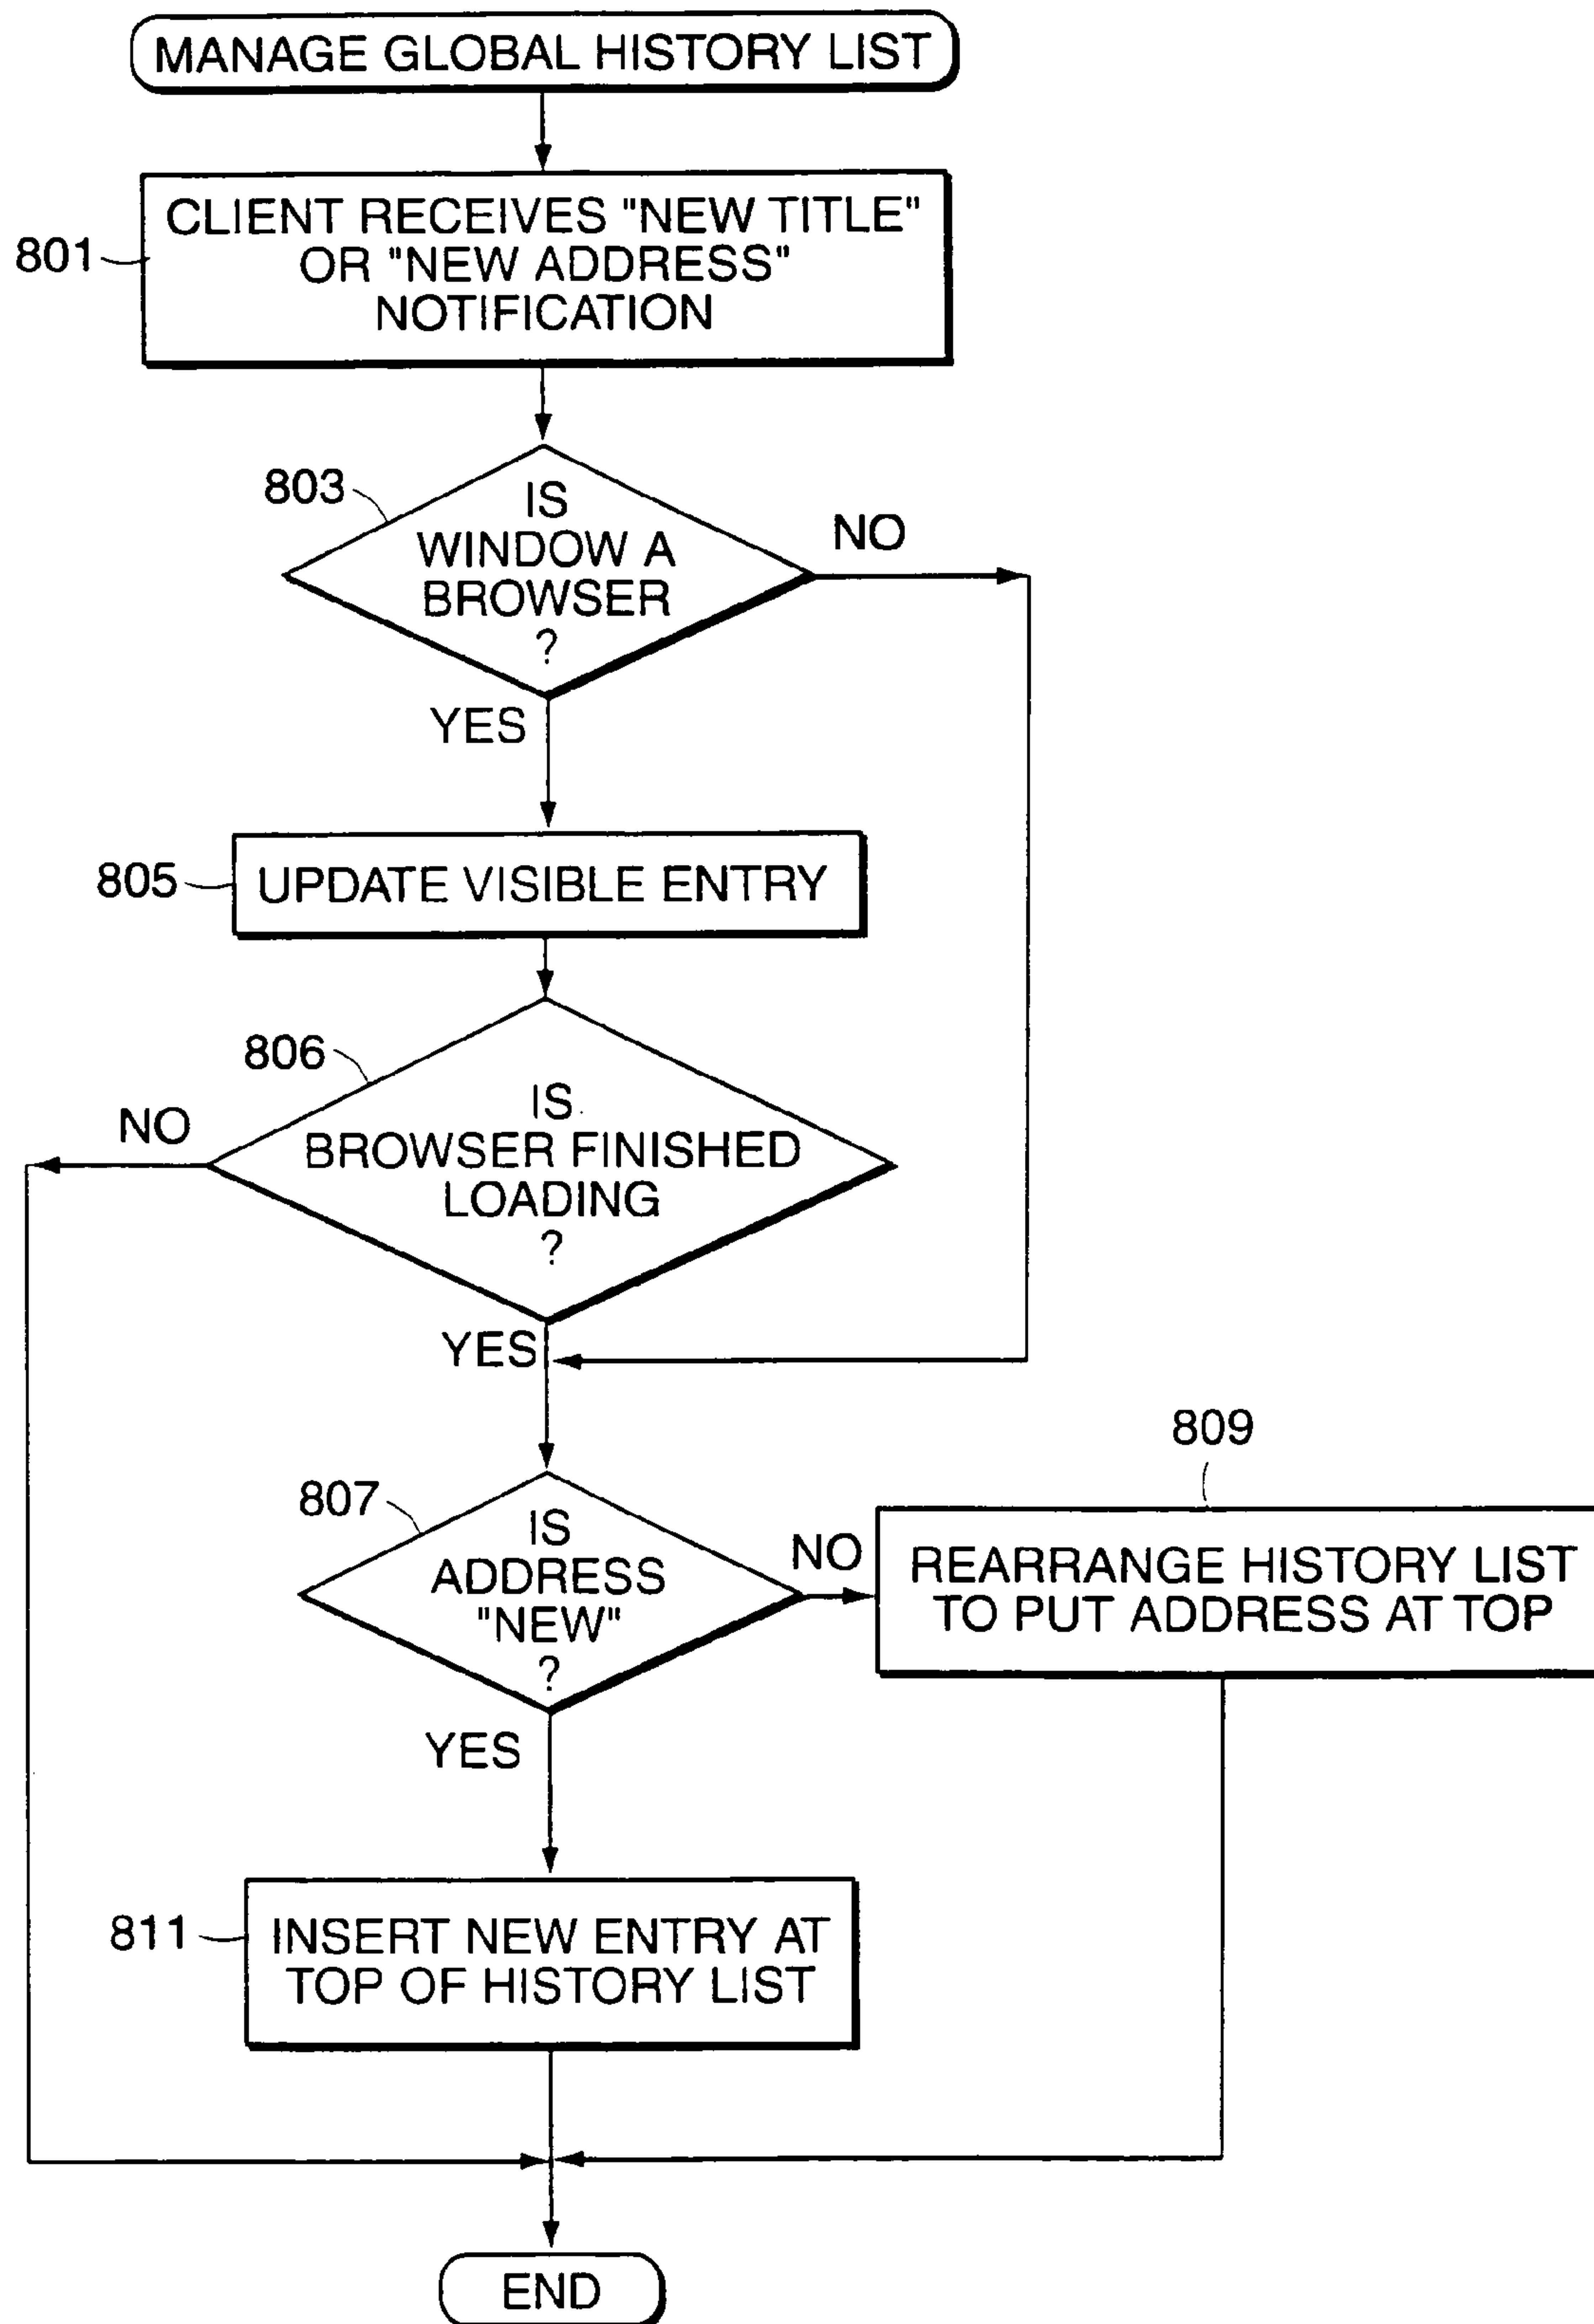 MANAGE GLOBAL HISTORY LIST
801
CLIENT RECEIVES "NEW TITLE"
OR "NEW ADDRESS"
NOTIFICATION
803
IS
WINDOW A
BROWSER
?
NO
YES
805
UPDATE VISIBLE ENTRY
806
IS
BROWSER FINISHED
LOADING
?
NO
YES
807
IS
ADDRESS
"NEW"
?
NO
809
REARRANGE HISTORY LIST
TO PUT ADDRESS AT TOP
YES
811
INSERT NEW ENTRY AT
TOP OF HISTORY LIST
END